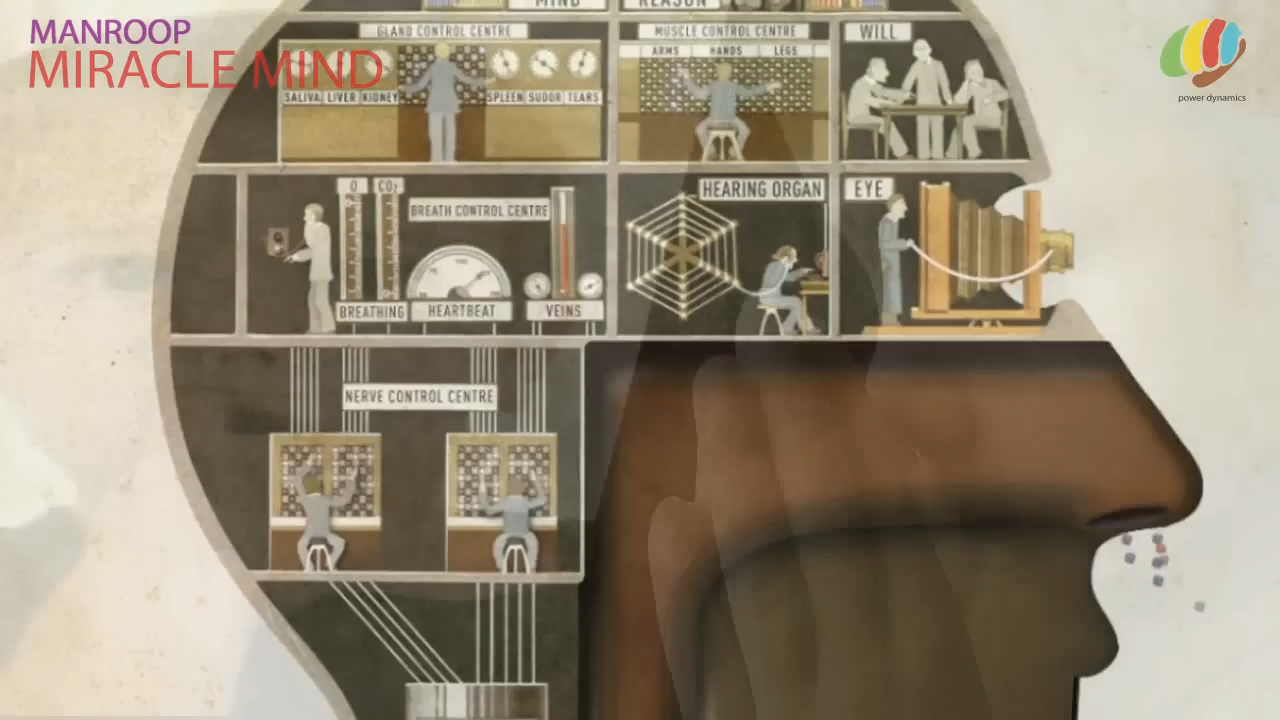 MIND
REASON
MANROOP
MIRACLE MIND
GLAND CONTROL CENTRE
MUSCLE CONTROL CENTRE
WILL
ARMS HANDS LEGS
SALIVA LIVER KIDNEY SPLEEN SUDOR TEARS
power dynamics
O CO2
BREATH CONTROL CENTRE
HEARING ORGAN
EYE
BREATHING HEARTBEAT VEINS
NERVE CONTROL CENTRE